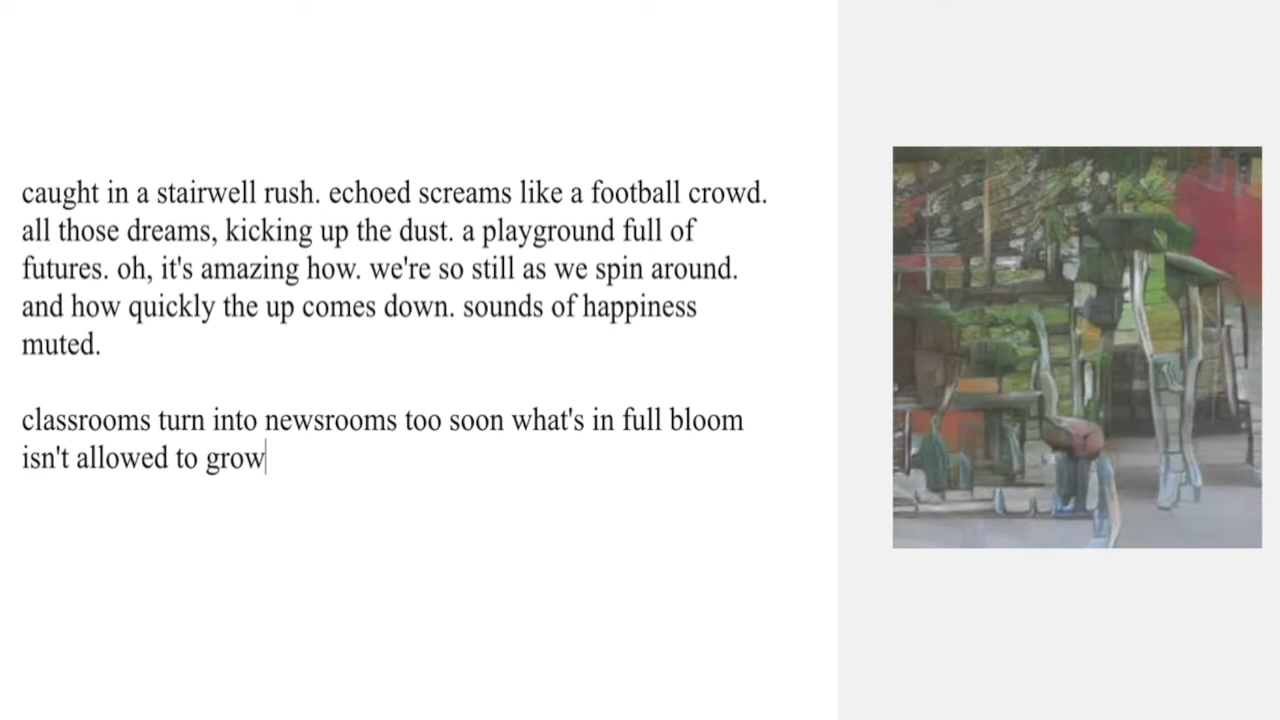 caught in a stairwell rush. echoed screams like a football crowd.
all those dreams, kicking up the dust. a playground full of
futures. oh, it's amazing how. we're so still as we spin around.
and how quickly the up comes down. sounds of happiness
muted.
classrooms turn into newsrooms too soon what's in full bloom
isn't allowed to grow